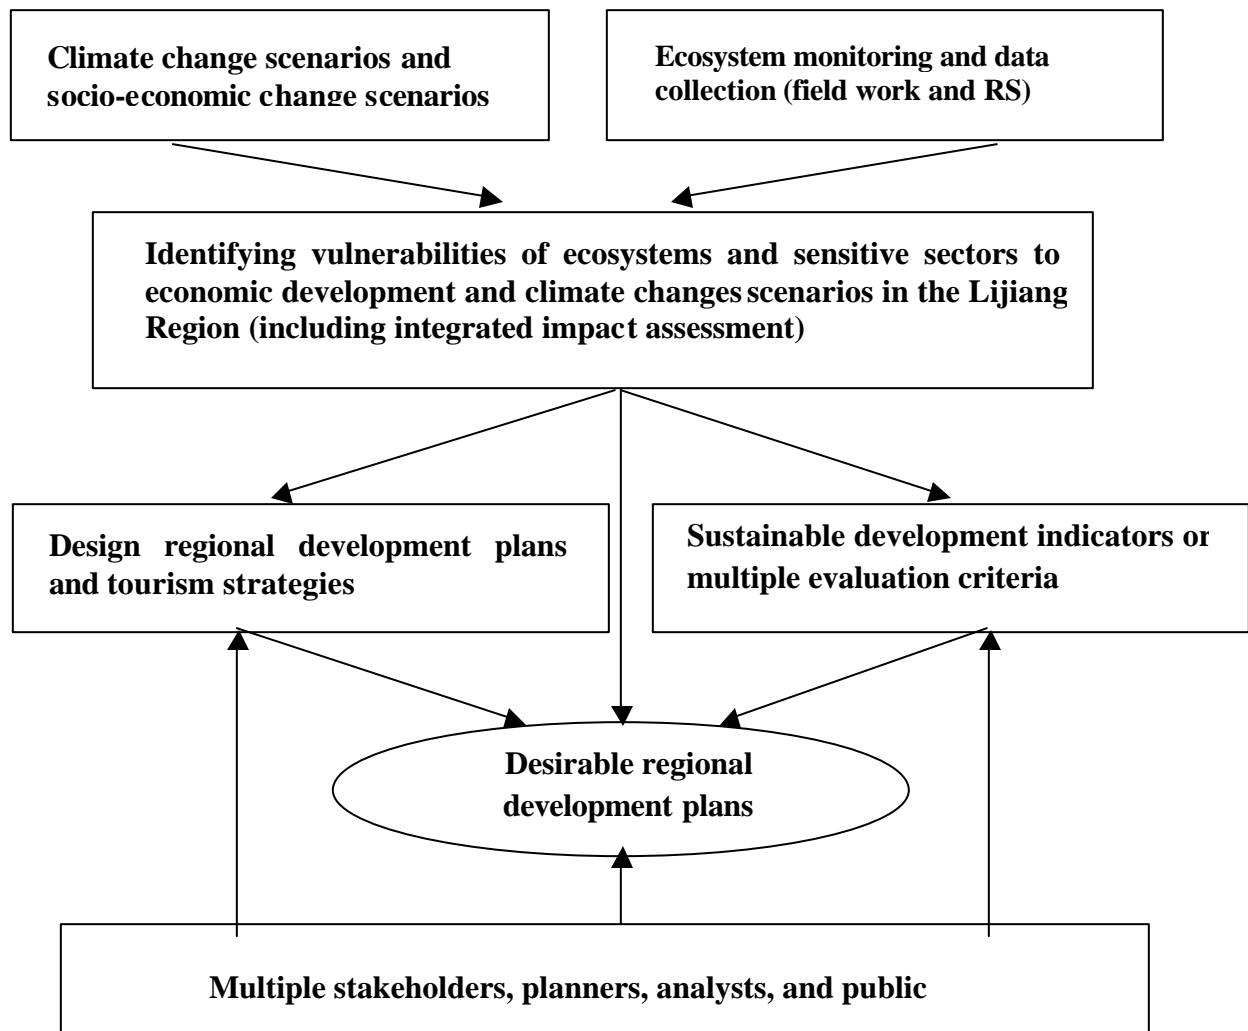 Climate change scenarios and
socio-economic change scenarios
Ecosystem monitoring and data
collection (field work and RS)
Identifying vulnerabilities of ecosystems and sensitive sectors to
economic development and climate changes scenarios in the Lijiang
Region (including integrated impact assessment)
Design regional development plans
and tourism strategies
Sustainable development indicators or
multiple evaluation criteria
Desirable regional
development plans
Multiple stakeholders, planners, analysts, and public